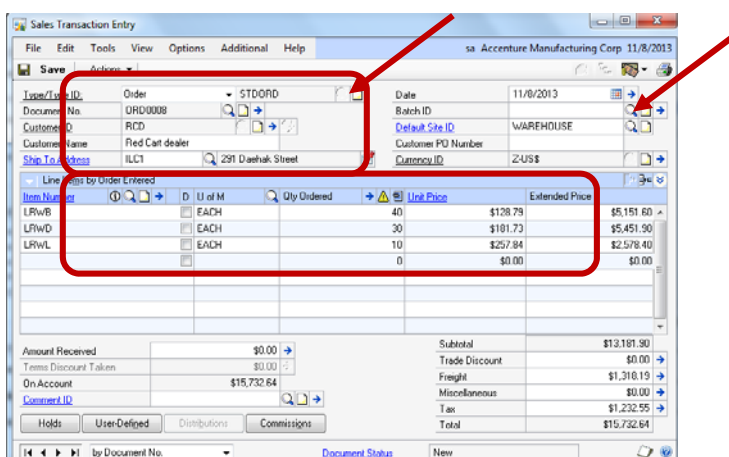 Sales Transaction Entry
File Edit Tools View Options Additional Help sa Accenture Manufacturing Corp 11/8/2013
Save Actions
Type/Type ID: Order STDORD Date 11/8/2013
Document No. ORD0008 Batch ID
Customer ID RCD Default Site ID WAREHOUSE
Customer Name Red Cart dealer Customer PO Number
Ship To Address ILC1 291 Daehak Street Currency ID Z-US$
Line Items by Order Entered
Item Number D U of M Qty Ordered Unit Price Extended Price
LRWB EACH 40 $128.79 $5,151.60
LRWD EACH 30 $181.73 $5,451.90
LRWL EACH 10 $257.84 $2,578.40
0 $0.00 $0.00
Subtotal $13,181.90
Amount Received $0.00 Trade Discount $0.00
Terms Discount Taken $0.00 Freight $1,318.19
On Account $15,732.64 Miscellaneous $0.00
Comment ID Tax $1,232.55
Holds User-Defined Distributions Commissions Total $15,732.64
by Document No. Document Status New